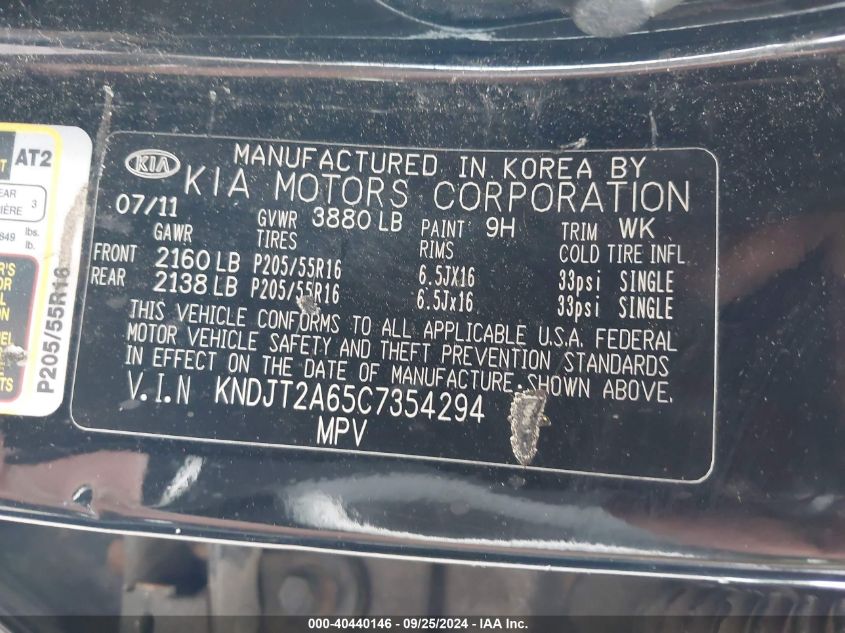 KIA
MANUFACTURED IN KOREA BY
KIA MOTORS CORPORATION
07/11 GVWR 3880 LB PAINT 9H TRIM WK
GAWR TIRES RIMS COLD TIRE INFL.
FRONT 2160 LB P205/55R16 6.5JX16 33psi SINGLE
REAR 2138 LB P205/55R16 6.5Jx16 33psi SINGLE
THIS VEHICLE CONFORMS TO ALL APPLICABLE U.S.A. FEDERAL
MOTOR VEHICLE SAFETY AND THEFT PREVENTION STANDARDS
IN EFFECT ON THE DATE OF MANUFACTURE SHOWN ABOVE.
V.I.N KNDJT2A65C7354294
MPV
AT2
3
lbs.
lb.
P205/55R16
000-40440146 - 09/25/2024 - IAA Inc.